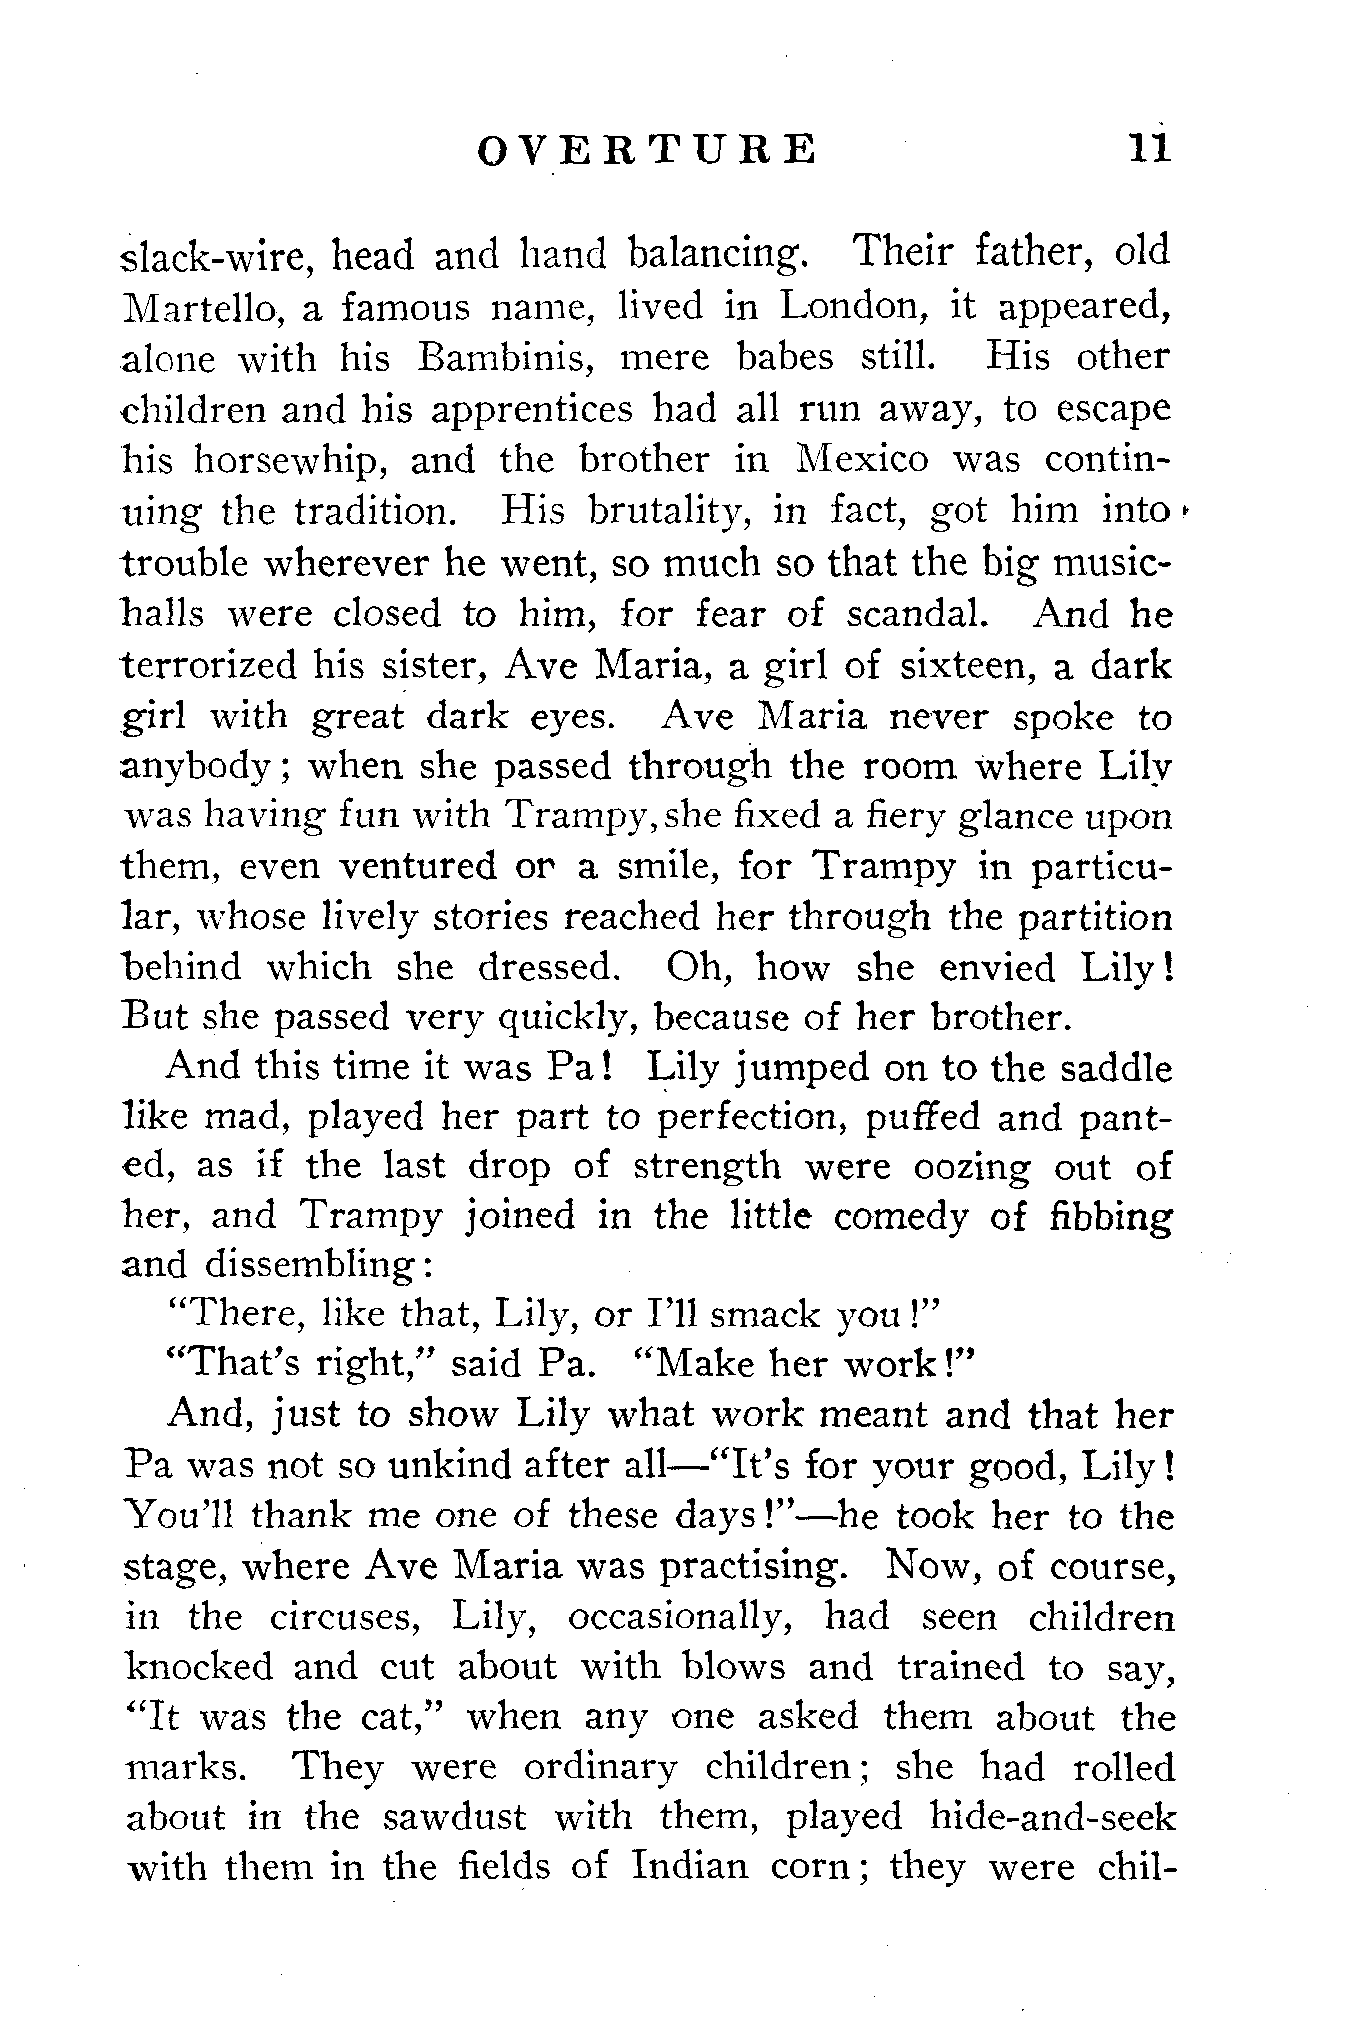 OVERTURE 11
slack-wire, head and hand balancing. Their father, old
Martello, a famous name, lived in London, it appeared,
alone with his Bambinis, mere babes still. His other
children and his apprentices had all run away, to escape
his horsewhip, and the brother in Mexico was contin-
uing the tradition. His brutality, in fact, got him into
trouble wherever he went, so much so that the big music-
halls were closed to him, for fear of scandal. And he
terrorized his sister, Ave Maria, a girl of sixteen, a dark
girl with great dark eyes. Ave Maria never spoke to
anybody; when she passed through the room where Lily
was having fun with Trampy, she fixed a fiery glance upon
them, even ventured on a smile, for Trampy in particu-
lar, whose lively stories reached her through the partition
behind which she dressed. Oh, how she envied Lily!
But she passed very quickly, because of her brother.
And this time it was Pa! Lily jumped on to the saddle
like mad, played her part to perfection, puffed and pant-
ed, as if the last drop of strength were oozing out of
her, and Trampy joined in the little comedy of fibbing
and dissembling:
"There, like that, Lily, or I'll smack you!"
"That's right," said Pa. "Make her work!"
And, just to show Lily what work meant and that her
Pa was not so unkind after all—"It's for your good, Lily!
You'll thank me one of these days!"—he took her to the
stage, where Ave Maria was practising. Now, of course,
in the circuses, Lily, occasionally, had seen children
knocked and cut about with blows and trained to say,
"It was the cat," when any one asked them about the
marks. They were ordinary children; she had rolled
about in the sawdust with them, played hide-and-seek
with them in the fields of Indian corn; they were chil-